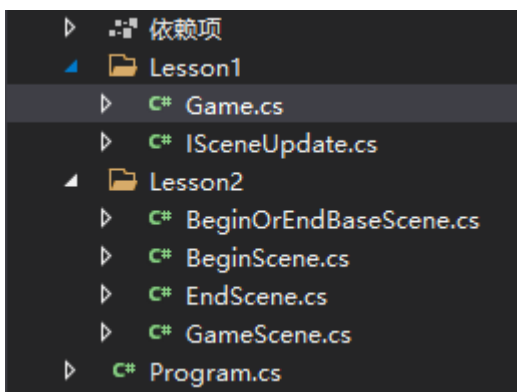 依赖项
Lesson1
C# Game.cs
C# ISceneUpdate.cs
Lesson2
C# BeginOrEndBaseScene.cs
C# BeginScene.cs
C# EndScene.cs
C# GameScene.cs
C# Program.cs